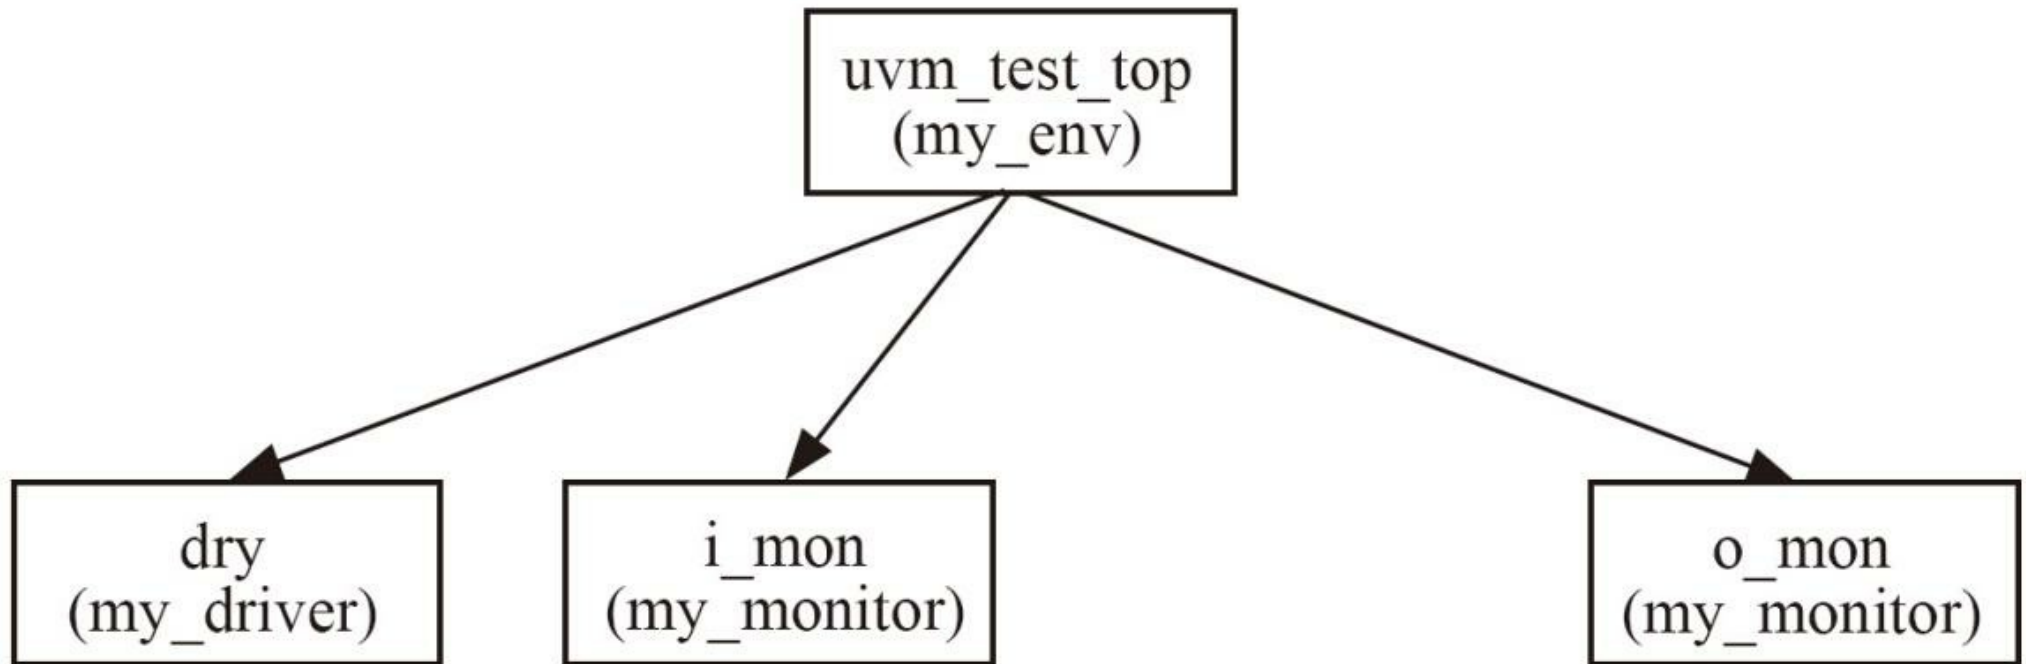 uvm_test_top
(my_env)
dry
(my_driver)
i_mon
(my_monitor)
o_mon
(my_monitor)